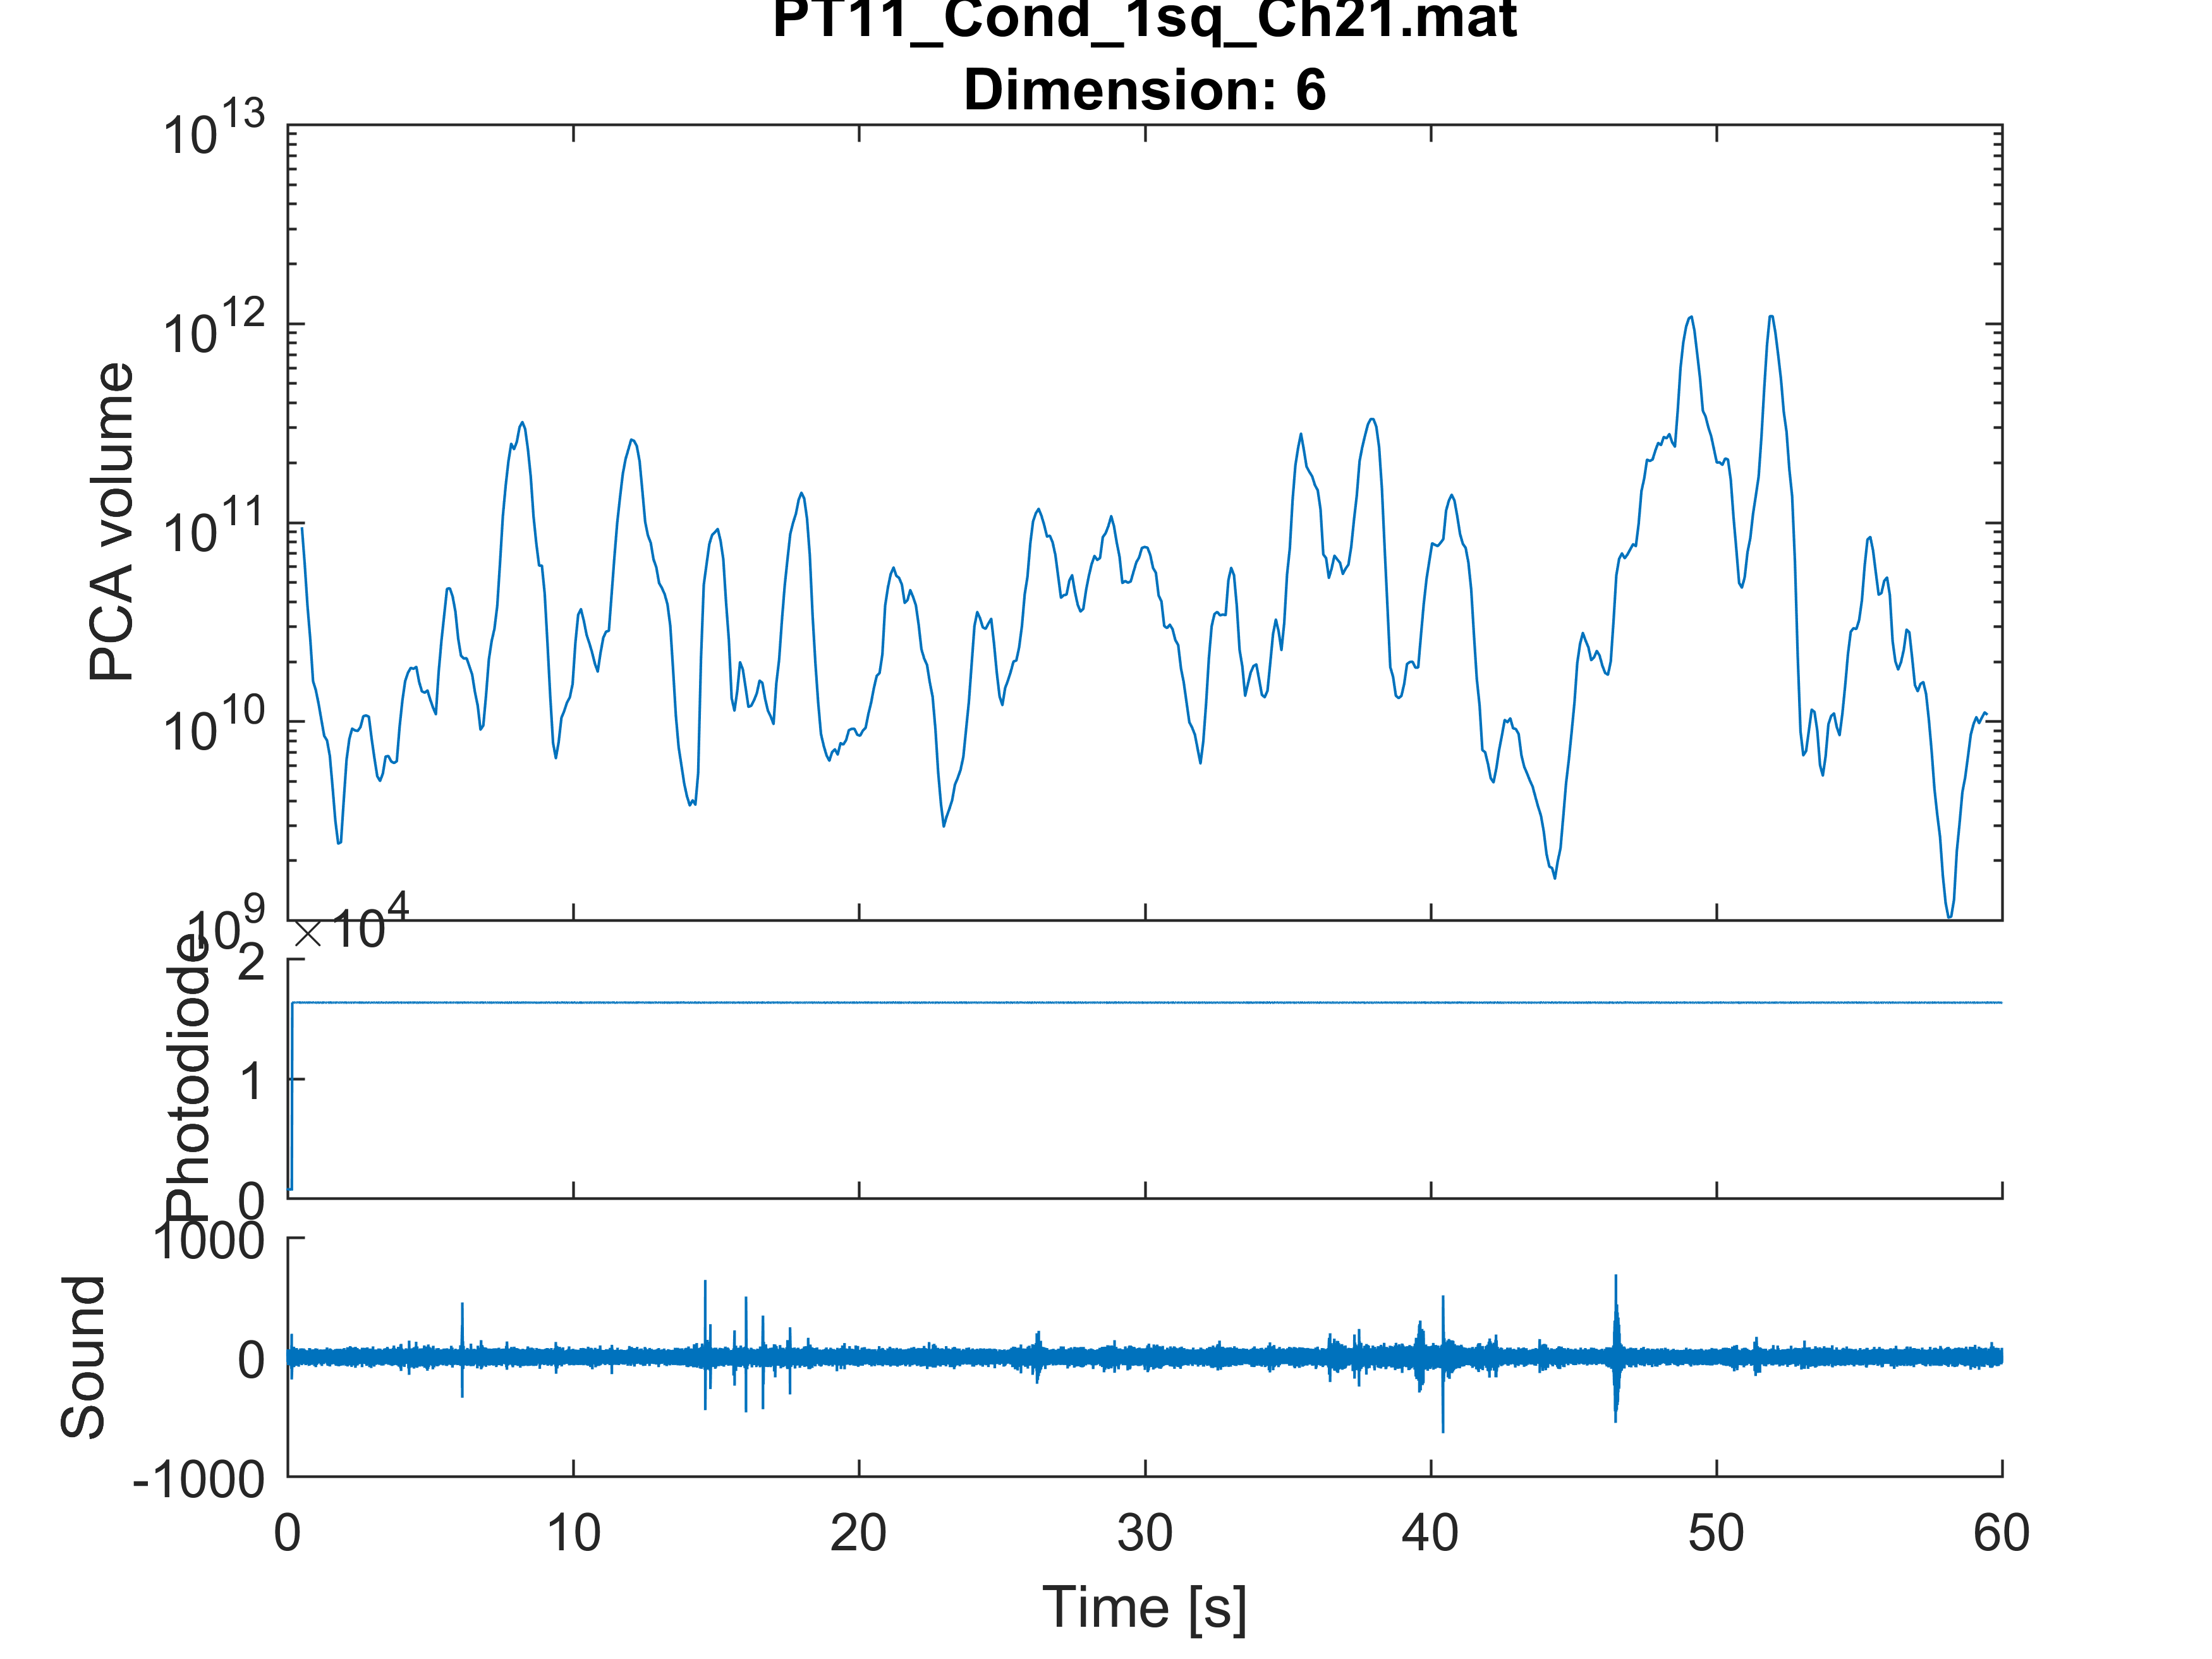 PT11_Cond_1sq_Ch21.mat
Dimension: 6
10^13
10^12
10^11
10^10
10^9
PCA volume
× 10^4
2
1
0
Photodiode
1000
0
-1000
Sound
0 10 20 30 40 50 60
Time [s]